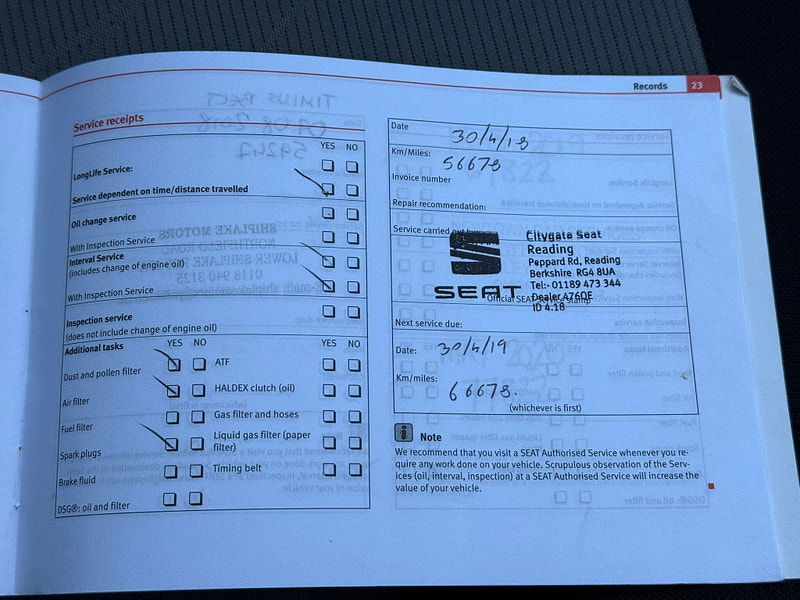 Records 23
Service receipts
YES NO
LongLife Service:
Service dependent on time/distance travelled
Oil change service
With Inspection Service
Interval Service
(includes change of engine oil)
With Inspection Service
Inspection service
(does not include change of engine oil)
Additional tasks YES NO YES NO
Dust and pollen filter
ATF
Air filter
HALDEX clutch (oil)
Fuel filter
Gas filter and hoses
Spark plugs
Liquid gas filter (paper
filter)
Brake fluid
Timing belt
DSG®; oil and filter
Date 30/4/18
Km/Miles: 56678
Invoice number
Repair recommendation:
Service carried out
SEAT
Citygate Seat
Reading
Peppard Rd, Reading
Berkshire RG4 8UA
Tel:- 01189 473 344
Dealer A760E
ID 4.18
Official SEAT Service stamp
Next service due:
Date: 30/4/19
Km/miles: 66678.
(whichever is first)
i Note
We recommend that you visit a SEAT Authorised Service whenever you re-
quire any work done on your vehicle. Scrupulous observation of the Serv-
ices (oil, interval, inspection) at a SEAT Authorised Service will increase the
value of your vehicle.